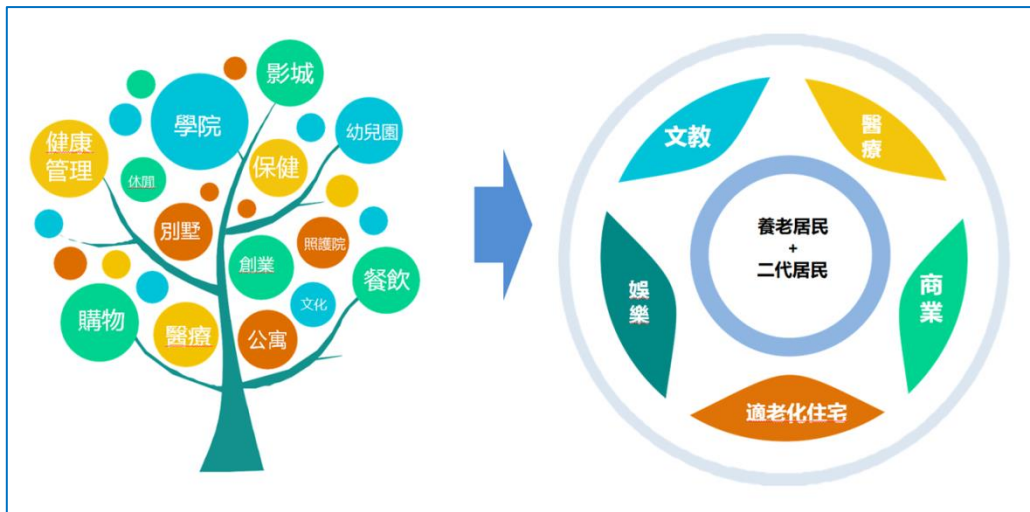 影城
學院
幼兒園
健康
管理
保健
休閒
別墅
照護院
創業
餐飲
文化
購物
醫療
公寓
文教
醫
療
養老居民
+
二代居民
娛
樂
商
業
適老化住宅